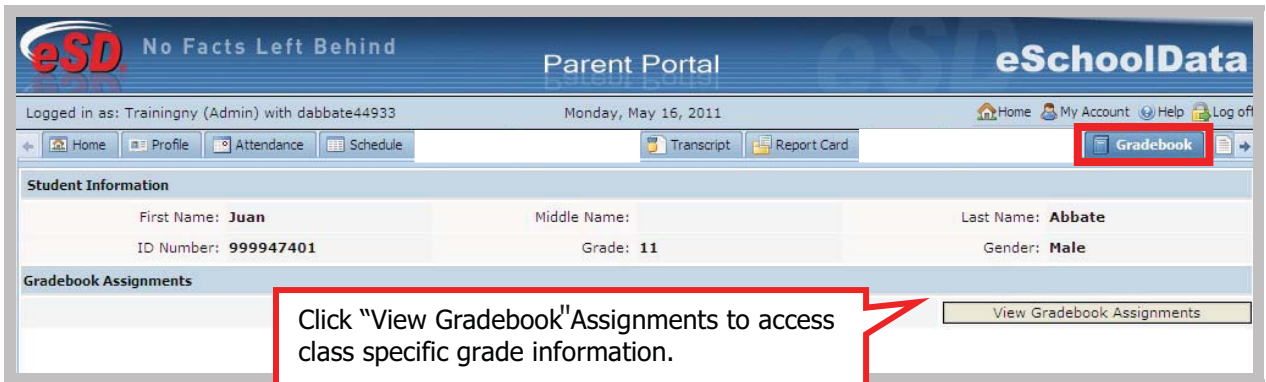 eSD No Facts Left Behind Parent Portal eSchoolData
Logged in as: Trainingny (Admin) with dabbate44933 Monday, May 16, 2011 Home My Account Help Log off
Home Profile Attendance Schedule Transcript Report Card Gradebook
Student Information
First Name: Juan Middle Name: Last Name: Abbate
ID Number: 999947401 Grade: 11 Gender: Male
Gradebook Assignments
View Gradebook Assignments
Click “View Gradebook"Assignments to access
class specific grade information.